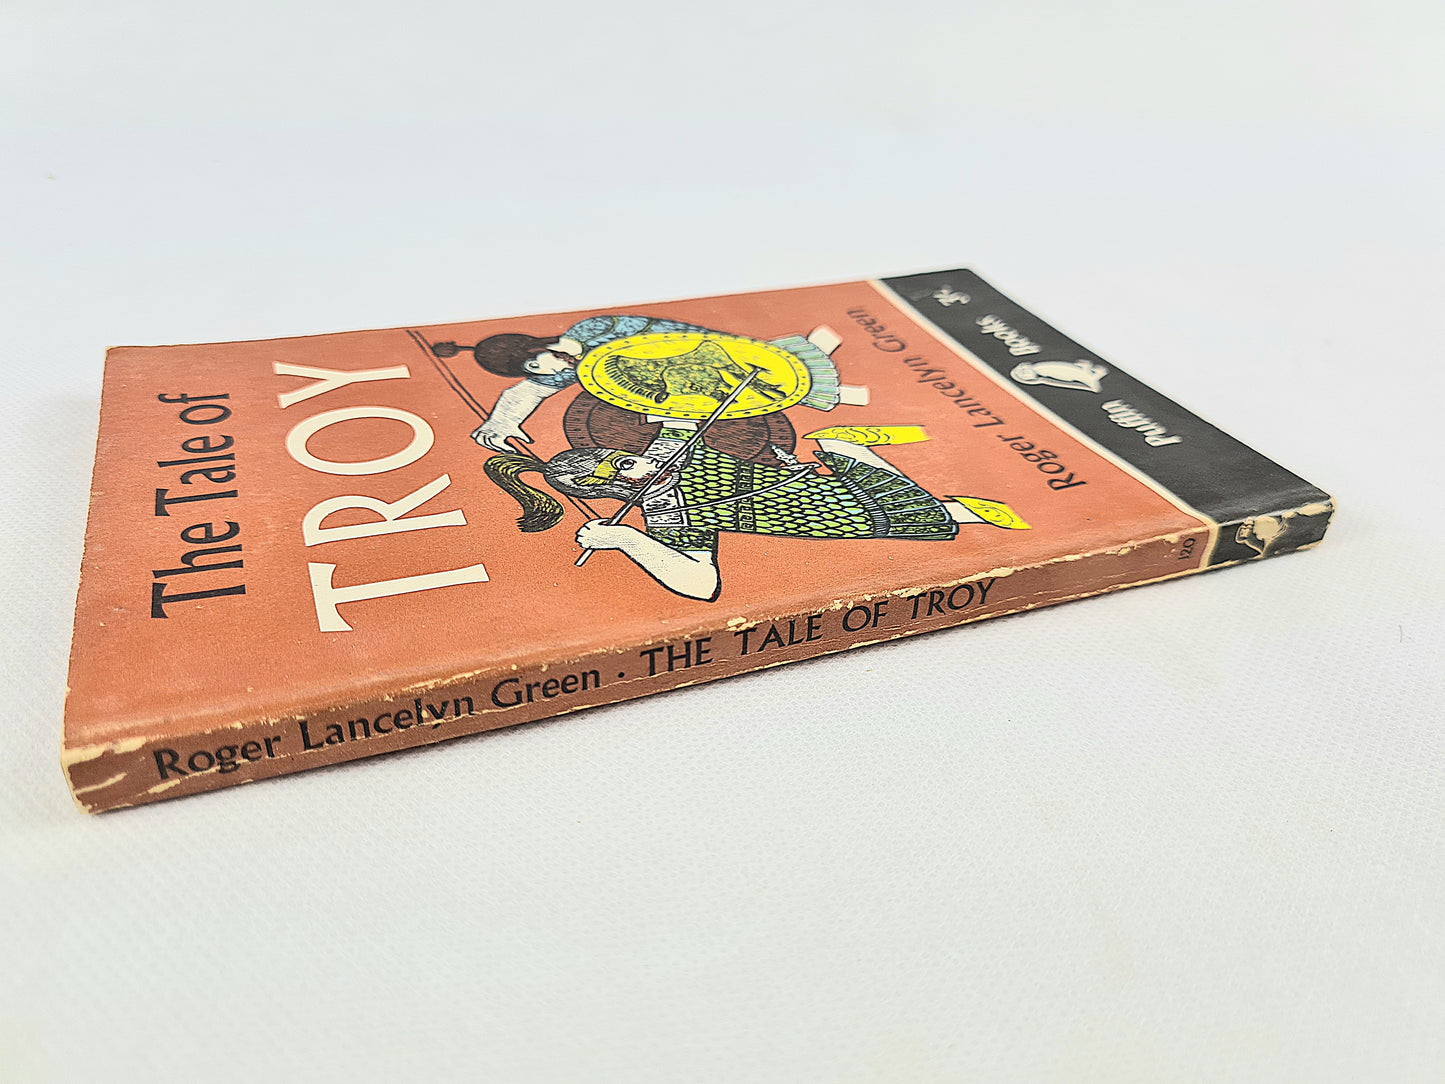 The Tale of
TROY
Roger Lancelyn Green
Puffin Books 3/-
Roger Lancelyn Green · THE TALE OF TROY
120